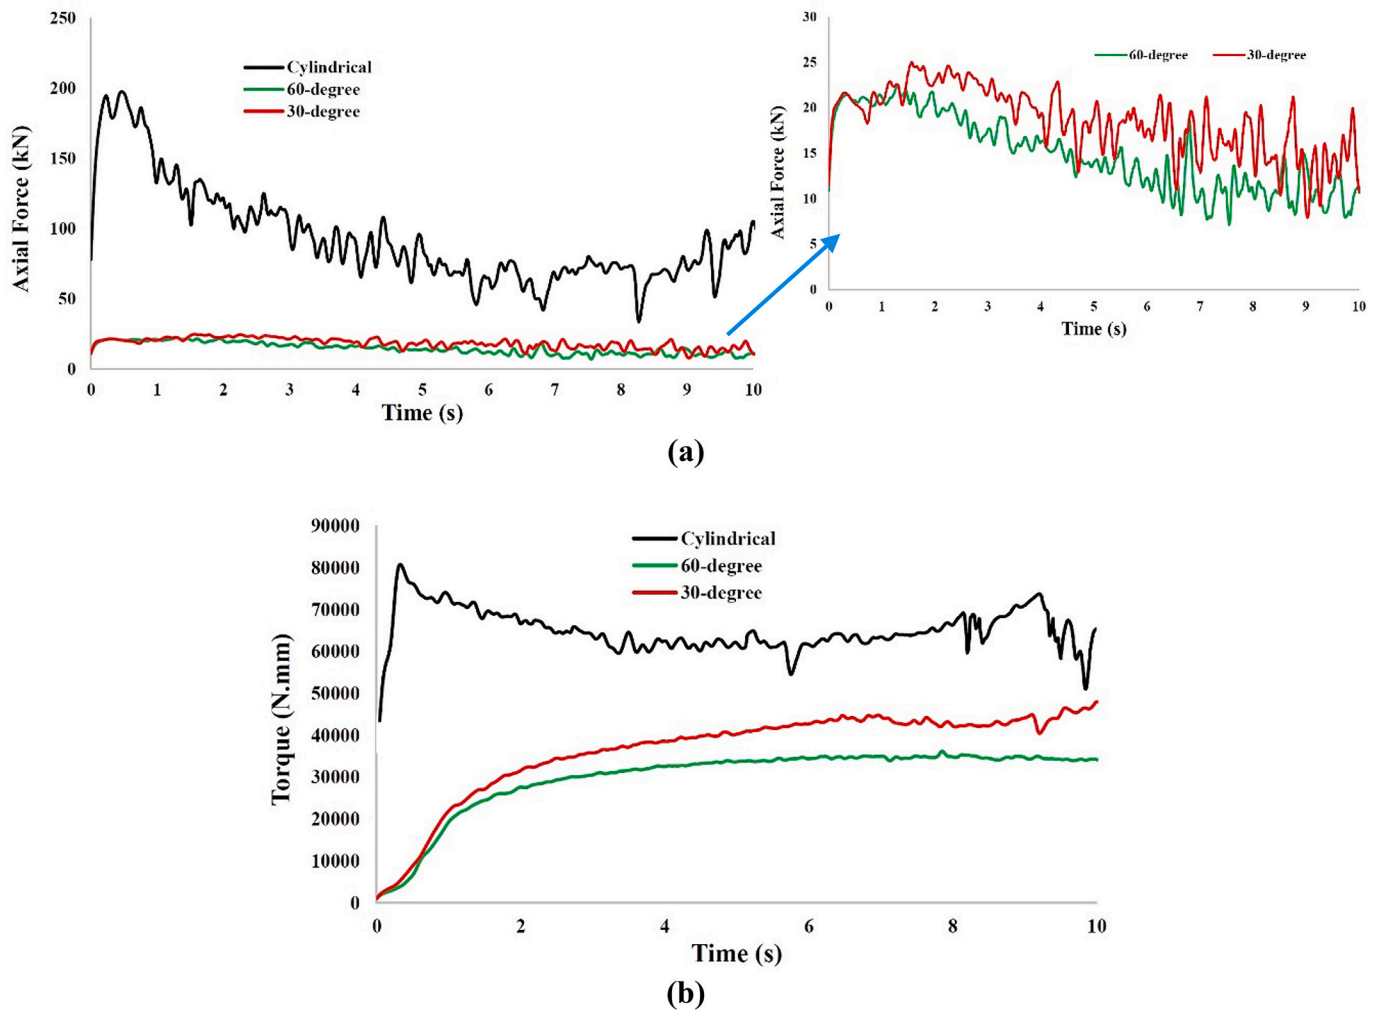 250
200
150
100
50
0
Axial Force (kN)
Cylindrical
60-degree
30-degree
0 1 2 3 4 5 6 7 8 9 10
Time (s)
30
25
20
15
10
5
0
Axial Force (kN)
60-degree 30-degree
0 1 2 3 4 5 6 7 8 9 10
Time (s)
(a)
90000
80000
70000
60000
50000
40000
30000
20000
10000
0
Torque (N.mm)
Cylindrical
60-degree
30-degree
0 2 4 6 8 10
Time (s)
(b)